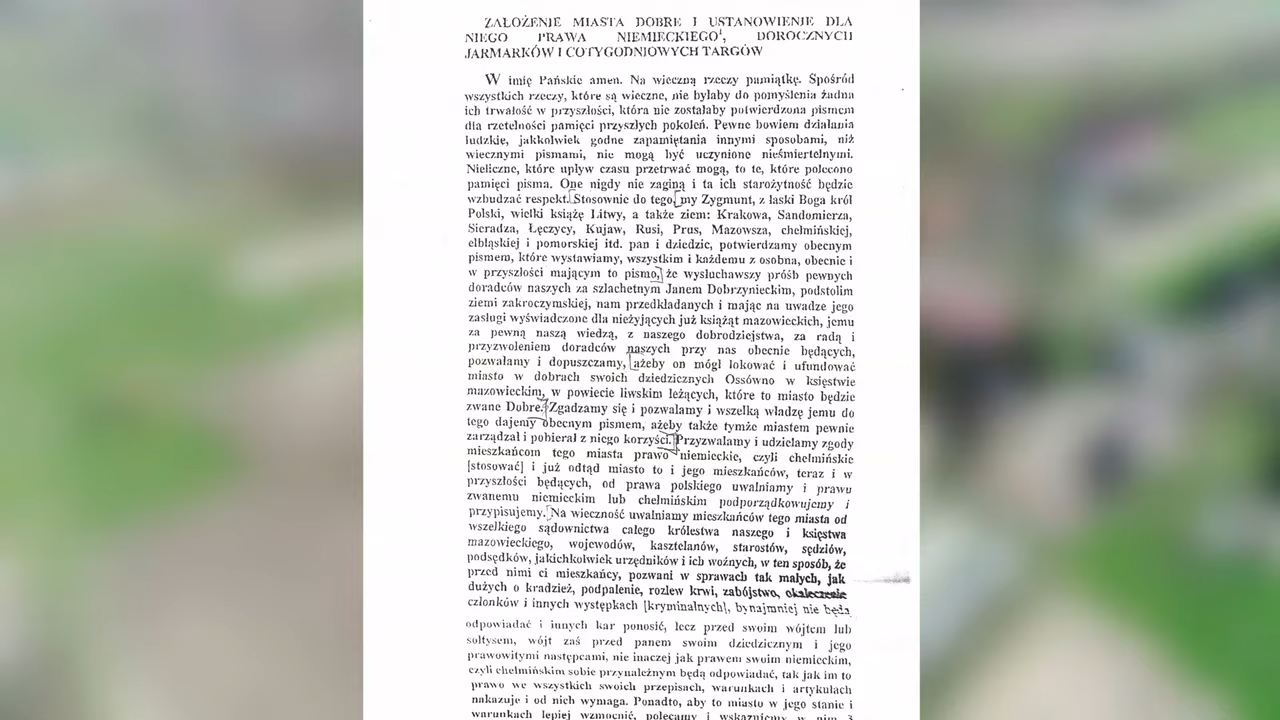 ZAŁOŻENIE MIASTA DOBRE I USTANOWIENIE DLA
NIEGO PRAWA NIEMIECKIEGO¹, DOROCZNYCH
JARMARKÓW I COTYGODNIOWYCH TARGÓW
W imię Pańskie amen. Na wieczną rzeczy pamiątkę. Spośród
wszystkich rzeczy, które są wieczne, nie byłaby do pomyślenia żadna
ich trwałość w przyszłości, która nie zostałaby potwierdzona pismem
dla rzetelności pamięci przyszłych pokoleń. Pewne bowiem działania
ludzkie, jakkolwiek godne zapamiętania innymi sposobami, niż
wiecznymi pismami, nie mogą być uczynione nieśmiertelnymi.
Nieliczne, które upływ czasu przetrwać mogą, to te, które polecono
pamięci pisma. One nigdy nie zaginą i ta ich starożytność będzie
wzbudzać respekt. Stosownie do tego, my Zygmunt, z łaski Boga król
Polski, wielki książę Litwy, a także ziem: Krakowa, Sandomierza,
Sieradza, Łęczycy, Kujaw, Rusi, Prus, Mazowsza, chełmińskiej,
elbląskiej i pomorskiej itd. pan i dziedzic, potwierdzamy obecnym
pismem, które wystawiamy, wszystkim i każdemu z osobna, obecnie i
w przyszłości mającym to pismo, że wysłuchawszy próśb pewnych
doradców naszych za szlachetnym Janem Dobrzynieckim, podstolim
ziemi zakroczymskiej, nam przedkładanych i mając na uwadze jego
zasługi wyświadczone dla nieżyjących już książąt mazowieckich, jemu
za pewną naszą wiedzą, z naszego dobrodziejstwa, za radą i
przyzwoleniem doradców naszych przy nas obecnie będących,
pozwalamy i dopuszczamy, ażeby on mógł lokować i ufundować
miasto w dobrach swoich dziedzicznych Ossówno w księstwie
mazowieckim, w powiecie liwskim leżących, które to miasto będzie
zwane Dobre. Zgadzamy się i pozwalamy i wszelką władzę jemu do
tego dajemy obecnym pismem, ażeby także tymże miastem pewnie
zarządzał i pobierał z niego korzyści. Przyzwalamy i udzielamy zgody
mieszkańcom tego miasta prawo niemieckie, czyli chełmińskie
[stosować] i już odtąd miasto to i jego mieszkańców, teraz i w
przyszłości będących, od prawa polskiego uwalniamy i prawu
zwanemu niemieckim lub chełmińskim podporządkowujemy i
przypisujemy. Na wieczność uwalniamy mieszkańców tego miasta od
wszelkiego sądownictwa całego królestwa naszego i księstwa
mazowieckiego, wojewodów, kasztelanów, starostów, sędziów,
podsędków, jakichkolwiek urzędników i ich woźnych, w ten sposób, że
przed nimi ci mieszkańcy, pozwani w sprawach tak małych, jak
dużych o kradzież, podpalenie, rozlew krwi, zabójstwo, okaleczenie
członków i innych występkach [kryminalnych], bynajmniej nie będą
odpowiadać i innych kar ponosić, lecz przed swoim wójtem lub
sołtysem, wójt zaś przed panem swoim dziedzicznym i jego
prawowitymi następcami, nie inaczej jak prawem swoim niemieckim,
czyli chełmińskim sobie przynależnym będą odpowiadać, tak jak im to
prawo we wszystkich swoich przepisach, warunkach i artykułach
nakazuje i od nich wymaga. Ponadto, aby to miasto w jego stanie i
warunkach lepiej wzmocnić, polecamy i wskazujemy w nim 3